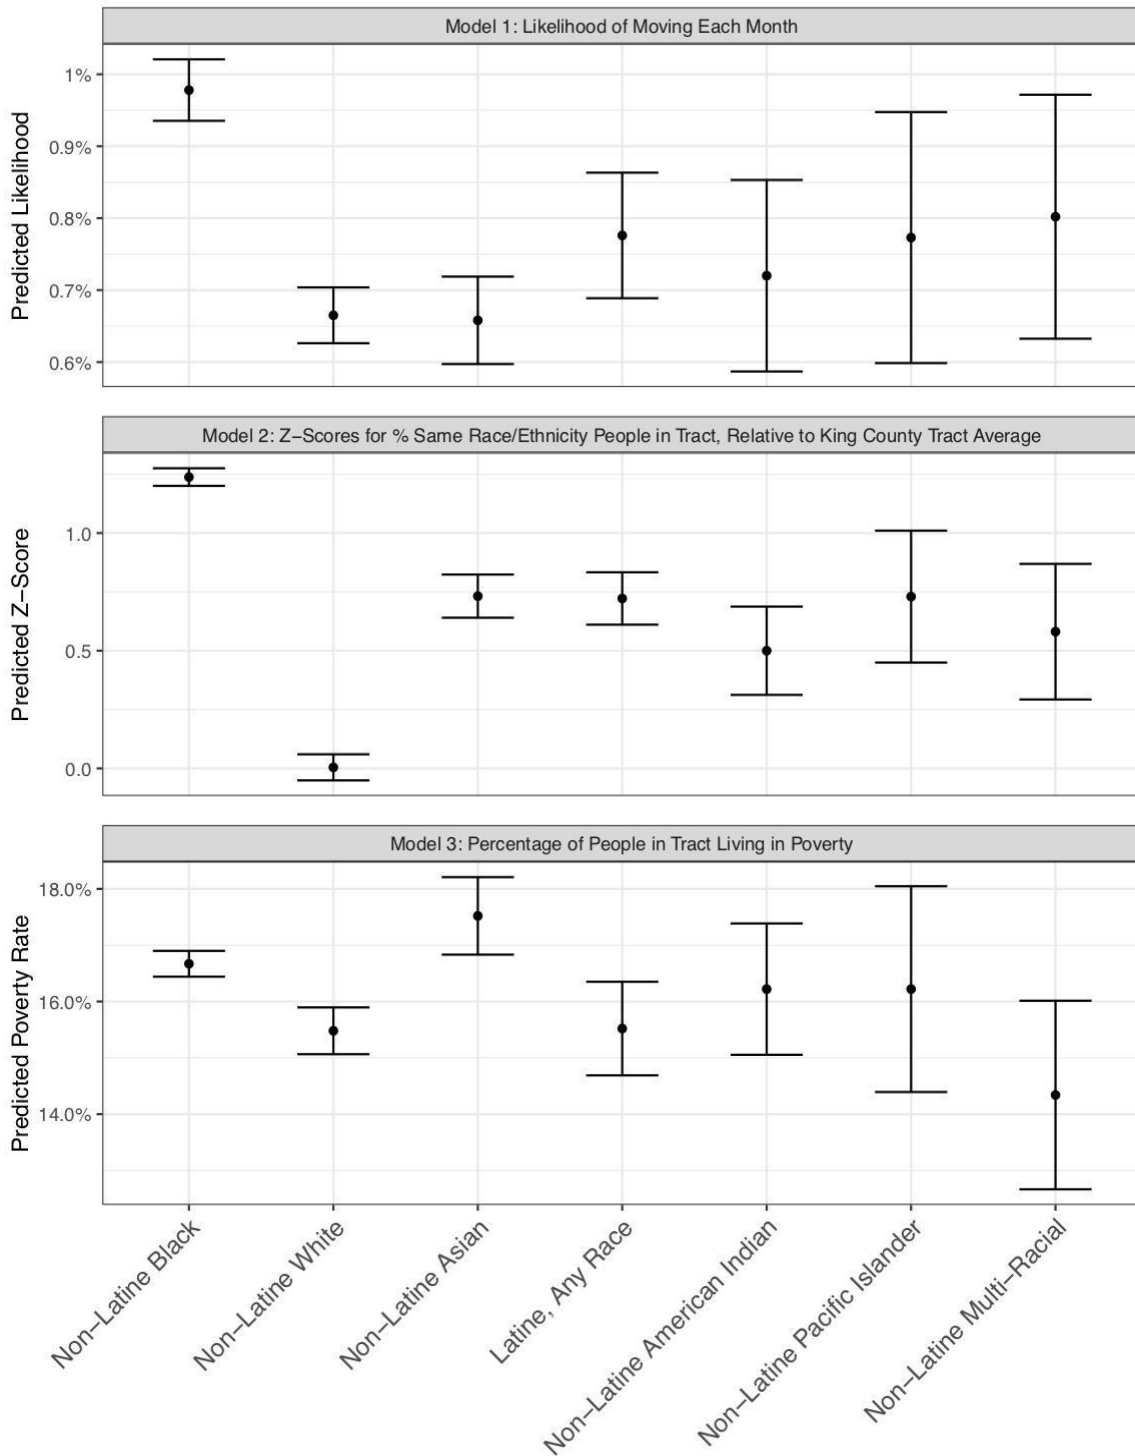 Model 1: Likelihood of Moving Each Month
Predicted Likelihood
1%
0.9%
0.8%
0.7%
0.6%
Model 2: Z−Scores for % Same Race/Ethnicity People in Tract, Relative to King County Tract Average
Predicted Z−Score
1.0
0.5
0.0
Model 3: Percentage of People in Tract Living in Poverty
Predicted Poverty Rate
18.0%
16.0%
14.0%
Non−Latine Black
Non−Latine White
Non−Latine Asian
Latine, Any Race
Non−Latine American Indian
Non−Latine Pacific Islander
Non−Latine Multi−Racial